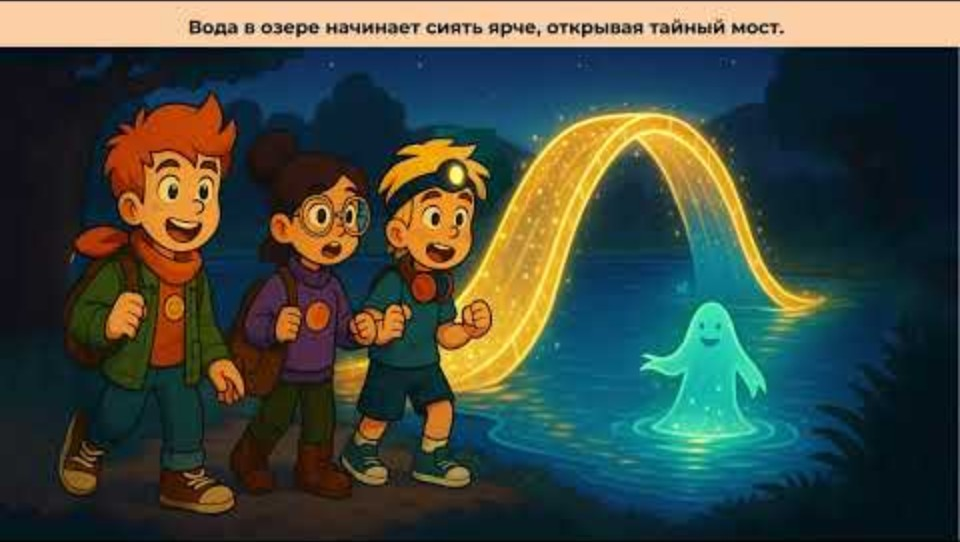 Вода в озере начинает сиять ярче, открывая тайный мост.